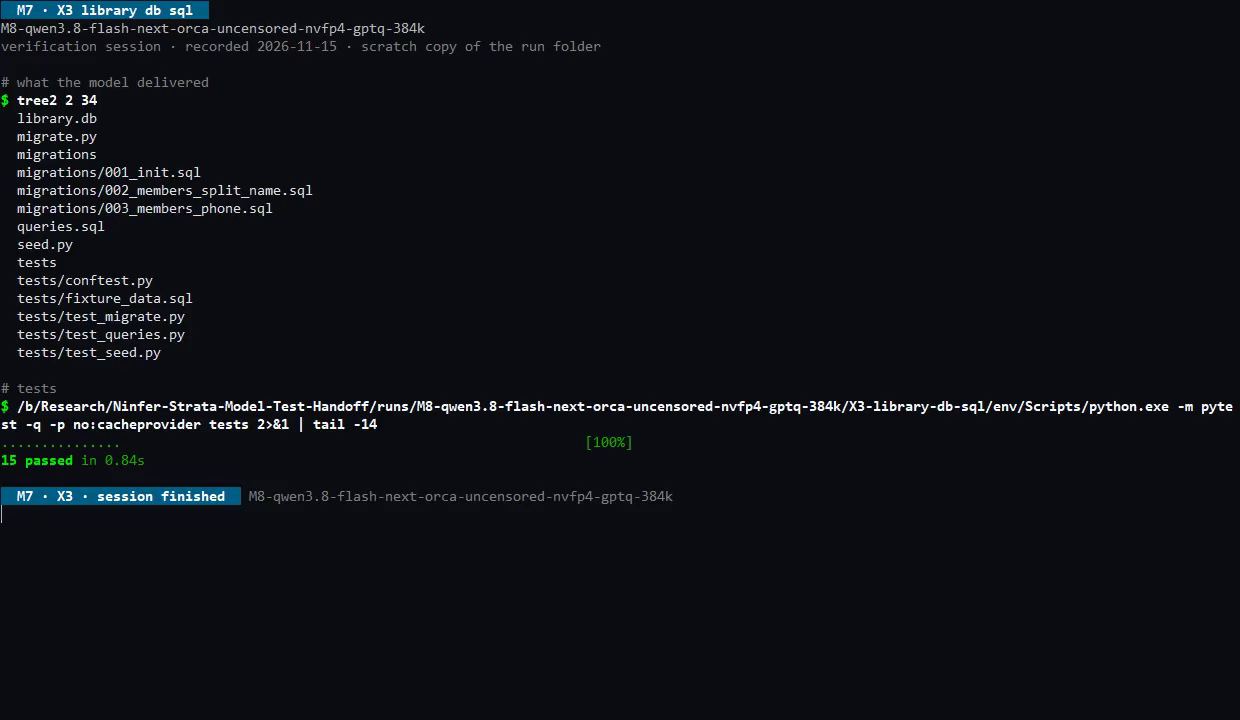 M7 · X3 library db sql
M8-qwen3.8-flash-next-orca-uncensored-nvfp4-gptq-384k
verification session · recorded 2026-11-15 · scratch copy of the run folder
# what the model delivered
$ tree2 2 34
library.db
migrate.py
migrations
migrations/001_init.sql
migrations/002_members_split_name.sql
migrations/003_members_phone.sql
queries.sql
seed.py
tests
tests/conftest.py
tests/fixture_data.sql
tests/test_migrate.py
tests/test_queries.py
tests/test_seed.py
# tests
$ /b/Research/Ninfer-Strata-Model-Test-Handoff/runs/M8-qwen3.8-flash-next-orca-uncensored-nvfp4-gptq-384k/X3-library-db-sql/env/Scripts/python.exe -m pyte
st -q -p no:cacheprovider tests 2>&1 | tail -14
............... [100%]
15 passed in 0.84s
M7 · X3 · session finished M8-qwen3.8-flash-next-orca-uncensored-nvfp4-gptq-384k